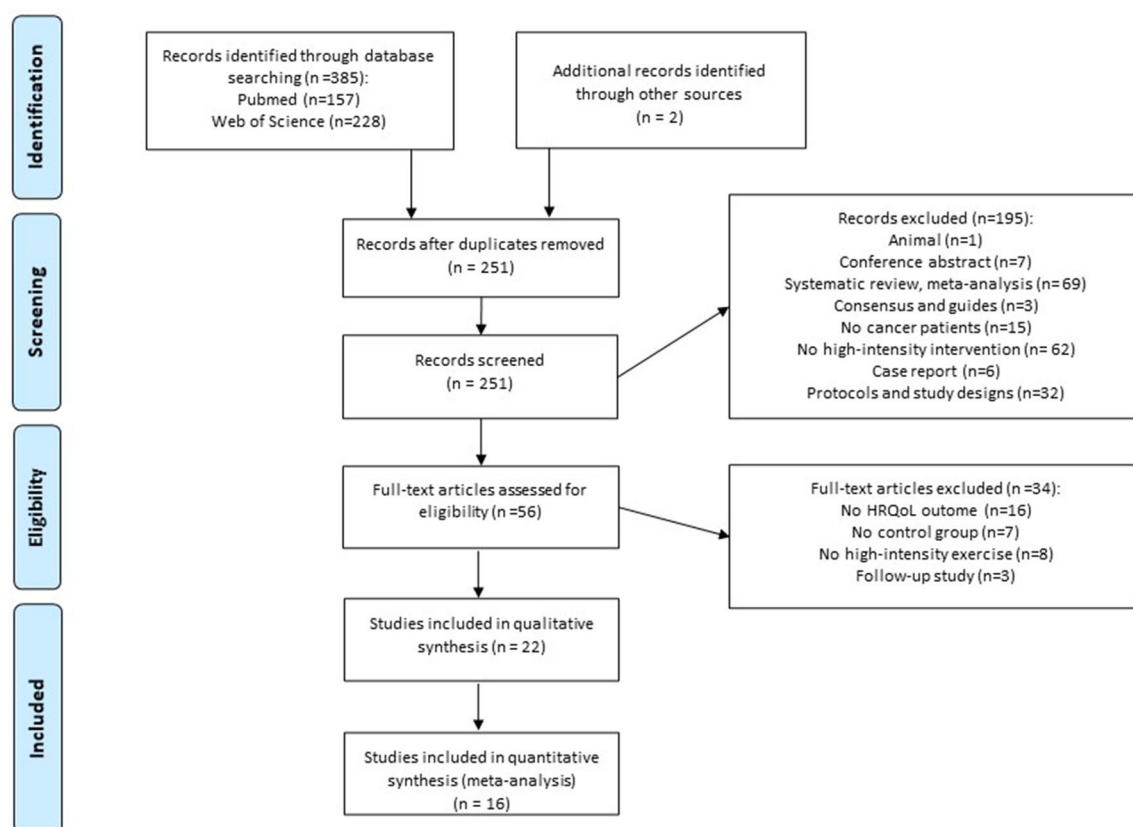 Identification
Records identified through database
searching (n =385):
Pubmed (n=157)
Web of Science (n=228)
Additional records identified
through other sources
(n = 2)
Screening
Records after duplicates removed
(n = 251)
Records screened
(n = 251)
Records excluded (n=195):
Animal (n=1)
Conference abstract (n=7)
Systematic review, meta-analysis (n= 69)
Consensus and guides (n=3)
No cancer patients (n=15)
No high-intensity intervention (n= 62)
Case report (n=6)
Protocols and study designs (n=32)
Eligibility
Full-text articles assessed for
eligibility (n =56)
Full-text articles excluded (n =34):
No HRQoL outcome (n=16)
No control group (n=7)
No high-intensity exercise (n=8)
Follow-up study (n=3)
Included
Studies included in qualitative
synthesis (n = 22)
Studies included in quantitative
synthesis (meta-analysis)
(n = 16)